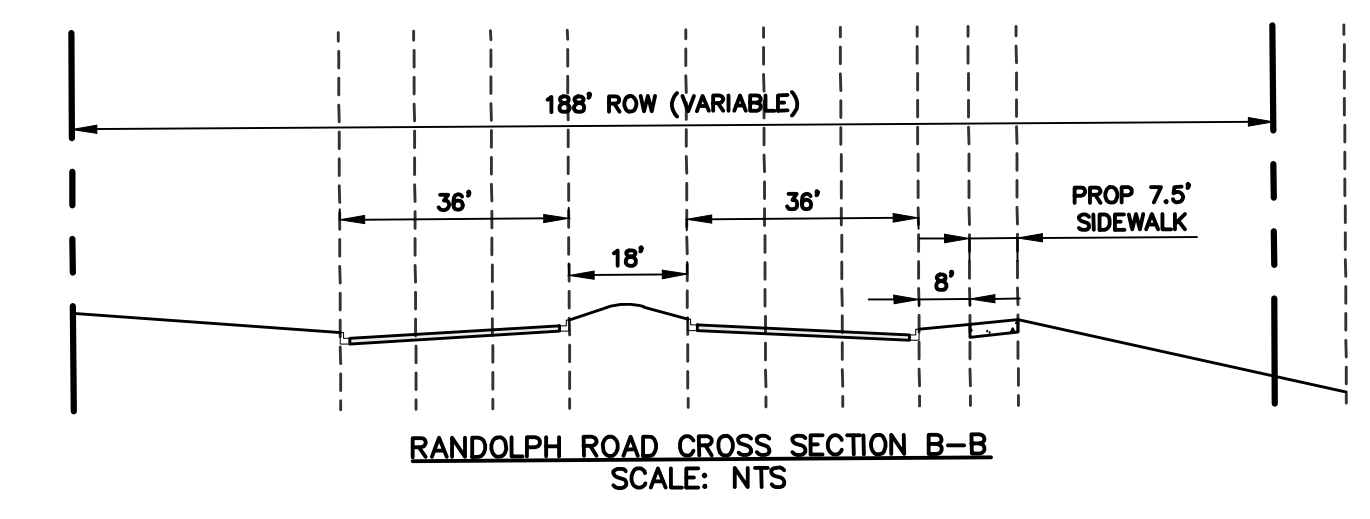 188' ROW (VARIABLE)
36'
36'
PROP 7.5'
SIDEWALK
18'
8'
RANDOLPH ROAD CROSS SECTION B-B
SCALE: NTS